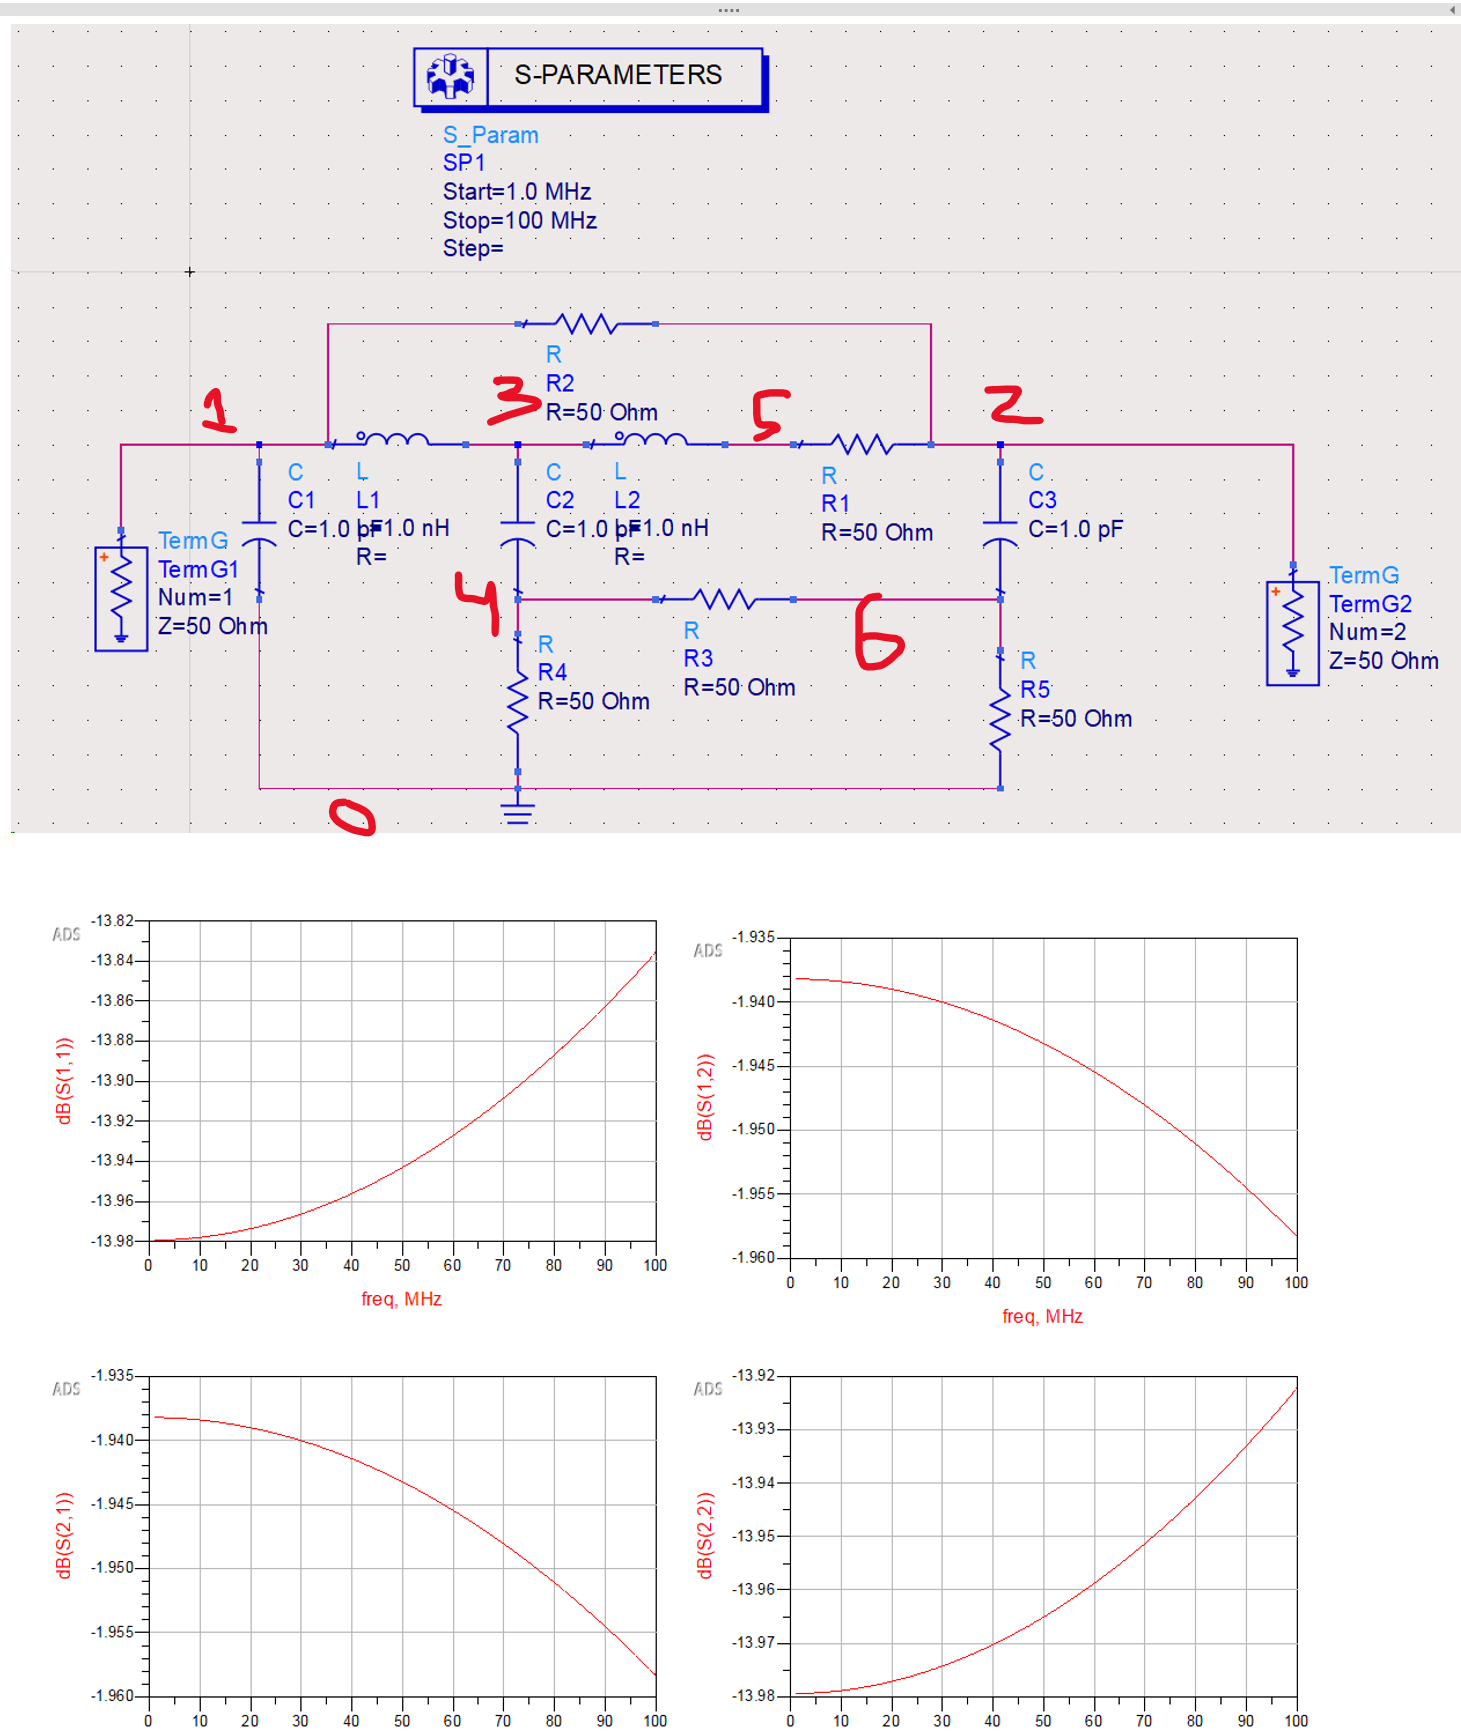 S-PARAMETERS
S_Param
SP1
Start=1.0 MHz
Stop=100 MHz
Step=
R
R2
R=50 Ohm
1
3
5
2
C
C1
C=1.0 pF
L
L1
L=1.0 nH
R=
C
C2
C=1.0 pF
L
L2
L=1.0 nH
R=
R
R1
R=50 Ohm
C
C3
C=1.0 pF
+
TermG
TermG1
Num=1
Z=50 Ohm
+
TermG
TermG2
Num=2
Z=50 Ohm
4
6
R
R4
R=50 Ohm
R
R3
R=50 Ohm
R
R5
R=50 Ohm
0
ADS
dB(S(1,1))
-13.82
-13.84
-13.86
-13.88
-13.90
-13.92
-13.94
-13.96
-13.98
0 10 20 30 40 50 60 70 80 90 100
freq, MHz
ADS
dB(S(1,2))
-1.935
-1.940
-1.945
-1.950
-1.955
-1.960
0 10 20 30 40 50 60 70 80 90 100
freq, MHz
ADS
dB(S(2,1))
-1.935
-1.940
-1.945
-1.950
-1.955
-1.960
0 10 20 30 40 50 60 70 80 90 100
ADS
dB(S(2,2))
-13.92
-13.93
-13.94
-13.95
-13.96
-13.97
-13.98
0 10 20 30 40 50 60 70 80 90 100